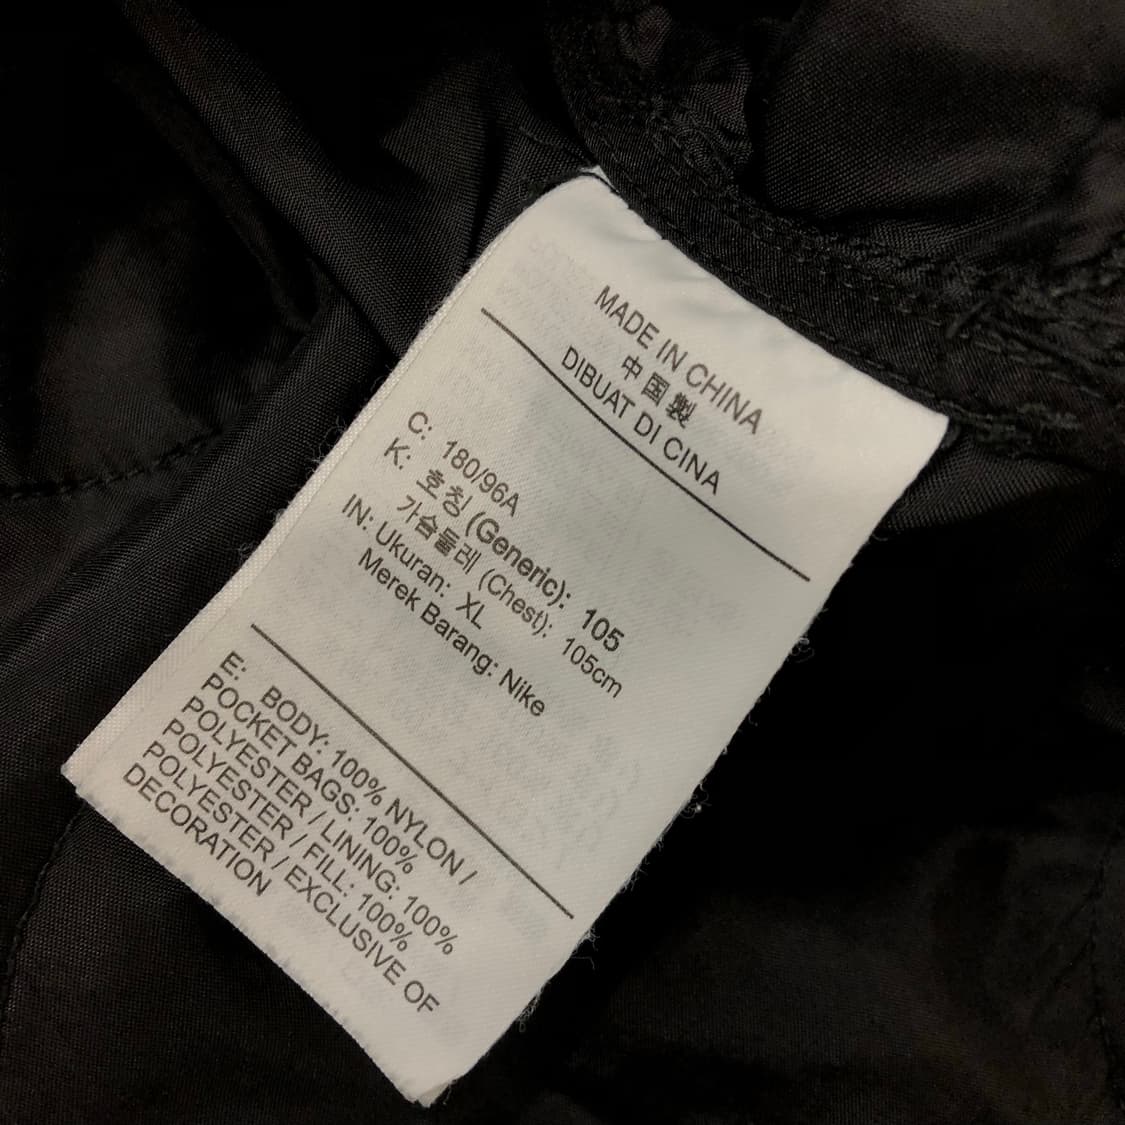 MADE IN CHINA
中国製
DIBUAT DI CINA
C: 180/96A
K: 호칭 (Generic): 105
가슴둘레 (Chest): 105cm
IN: Ukuran: XL
Merek Barang: Nike
E: BODY: 100% NYLON /
POCKET BAGS: 100%
POLYESTER / LINING: 100%
POLYESTER / FILL: 100%
POLYESTER / EXCLUSIVE OF
DECORATION